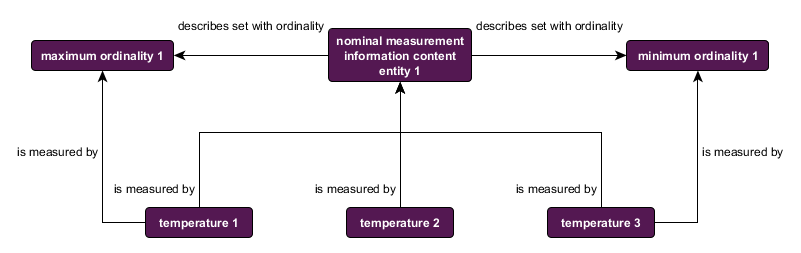 describes set with ordinality
describes set with ordinality
maximum ordinality 1
nominal measurement
information content
entity 1
minimum ordinality 1
is measured by
is measured by
is measured by
is measured by
is measured by
temperature 1
temperature 2
temperature 3